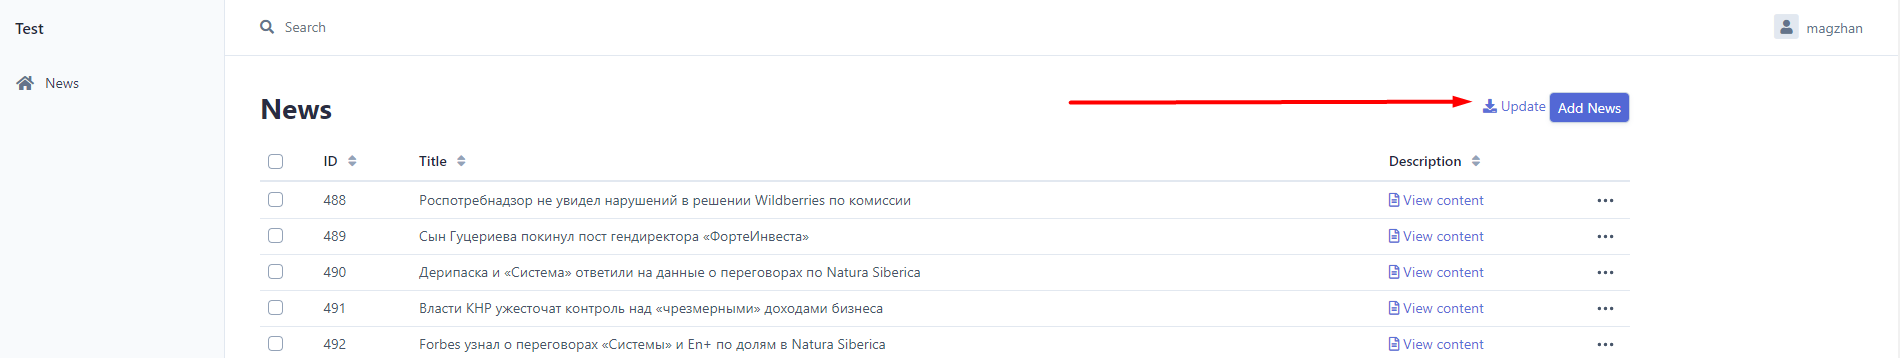 Test
Search
magzhan
News
News
Update
Add News
ID Title Description
488 Роспотребнадзор не увидел нарушений в решении Wildberries по комиссии View content
489 Сын Гуцериева покинул пост гендиректора «ФортеИнвеста» View content
490 Дерипаска и «Система» ответили на данные о переговорах по Natura Siberica View content
491 Власти КНР ужесточат контроль над «чрезмерными» доходами бизнеса View content
492 Forbes узнал о переговорах «Системы» и En+ по долям в Natura Siberica View content